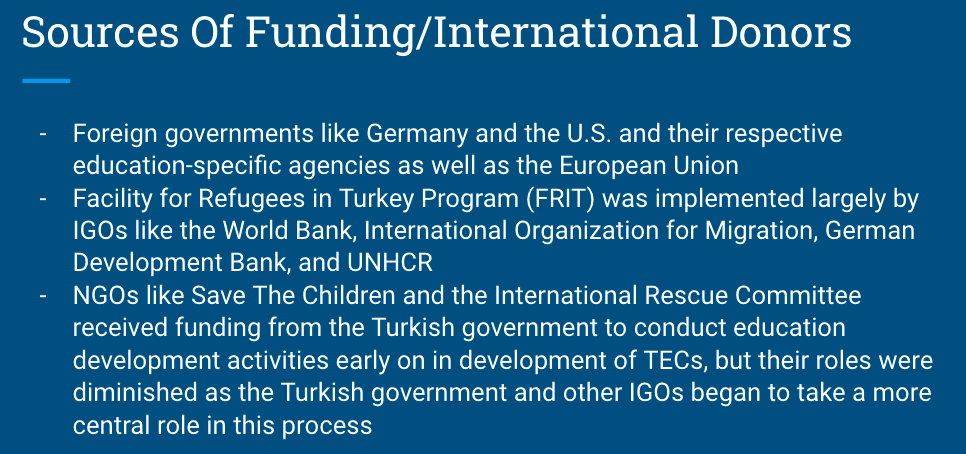 Sources Of Funding/International Donors
- Foreign governments like Germany and the U.S. and their respective
education-specific agencies as well as the European Union
- Facility for Refugees in Turkey Program (FRIT) was implemented largely by
IGOs like the World Bank, International Organization for Migration, German
Development Bank, and UNHCR
- NGOs like Save The Children and the International Rescue Committee
received funding from the Turkish government to conduct education
development activities early on in development of TECs, but their roles were
diminished as the Turkish government and other IGOs began to take a more
central role in this process